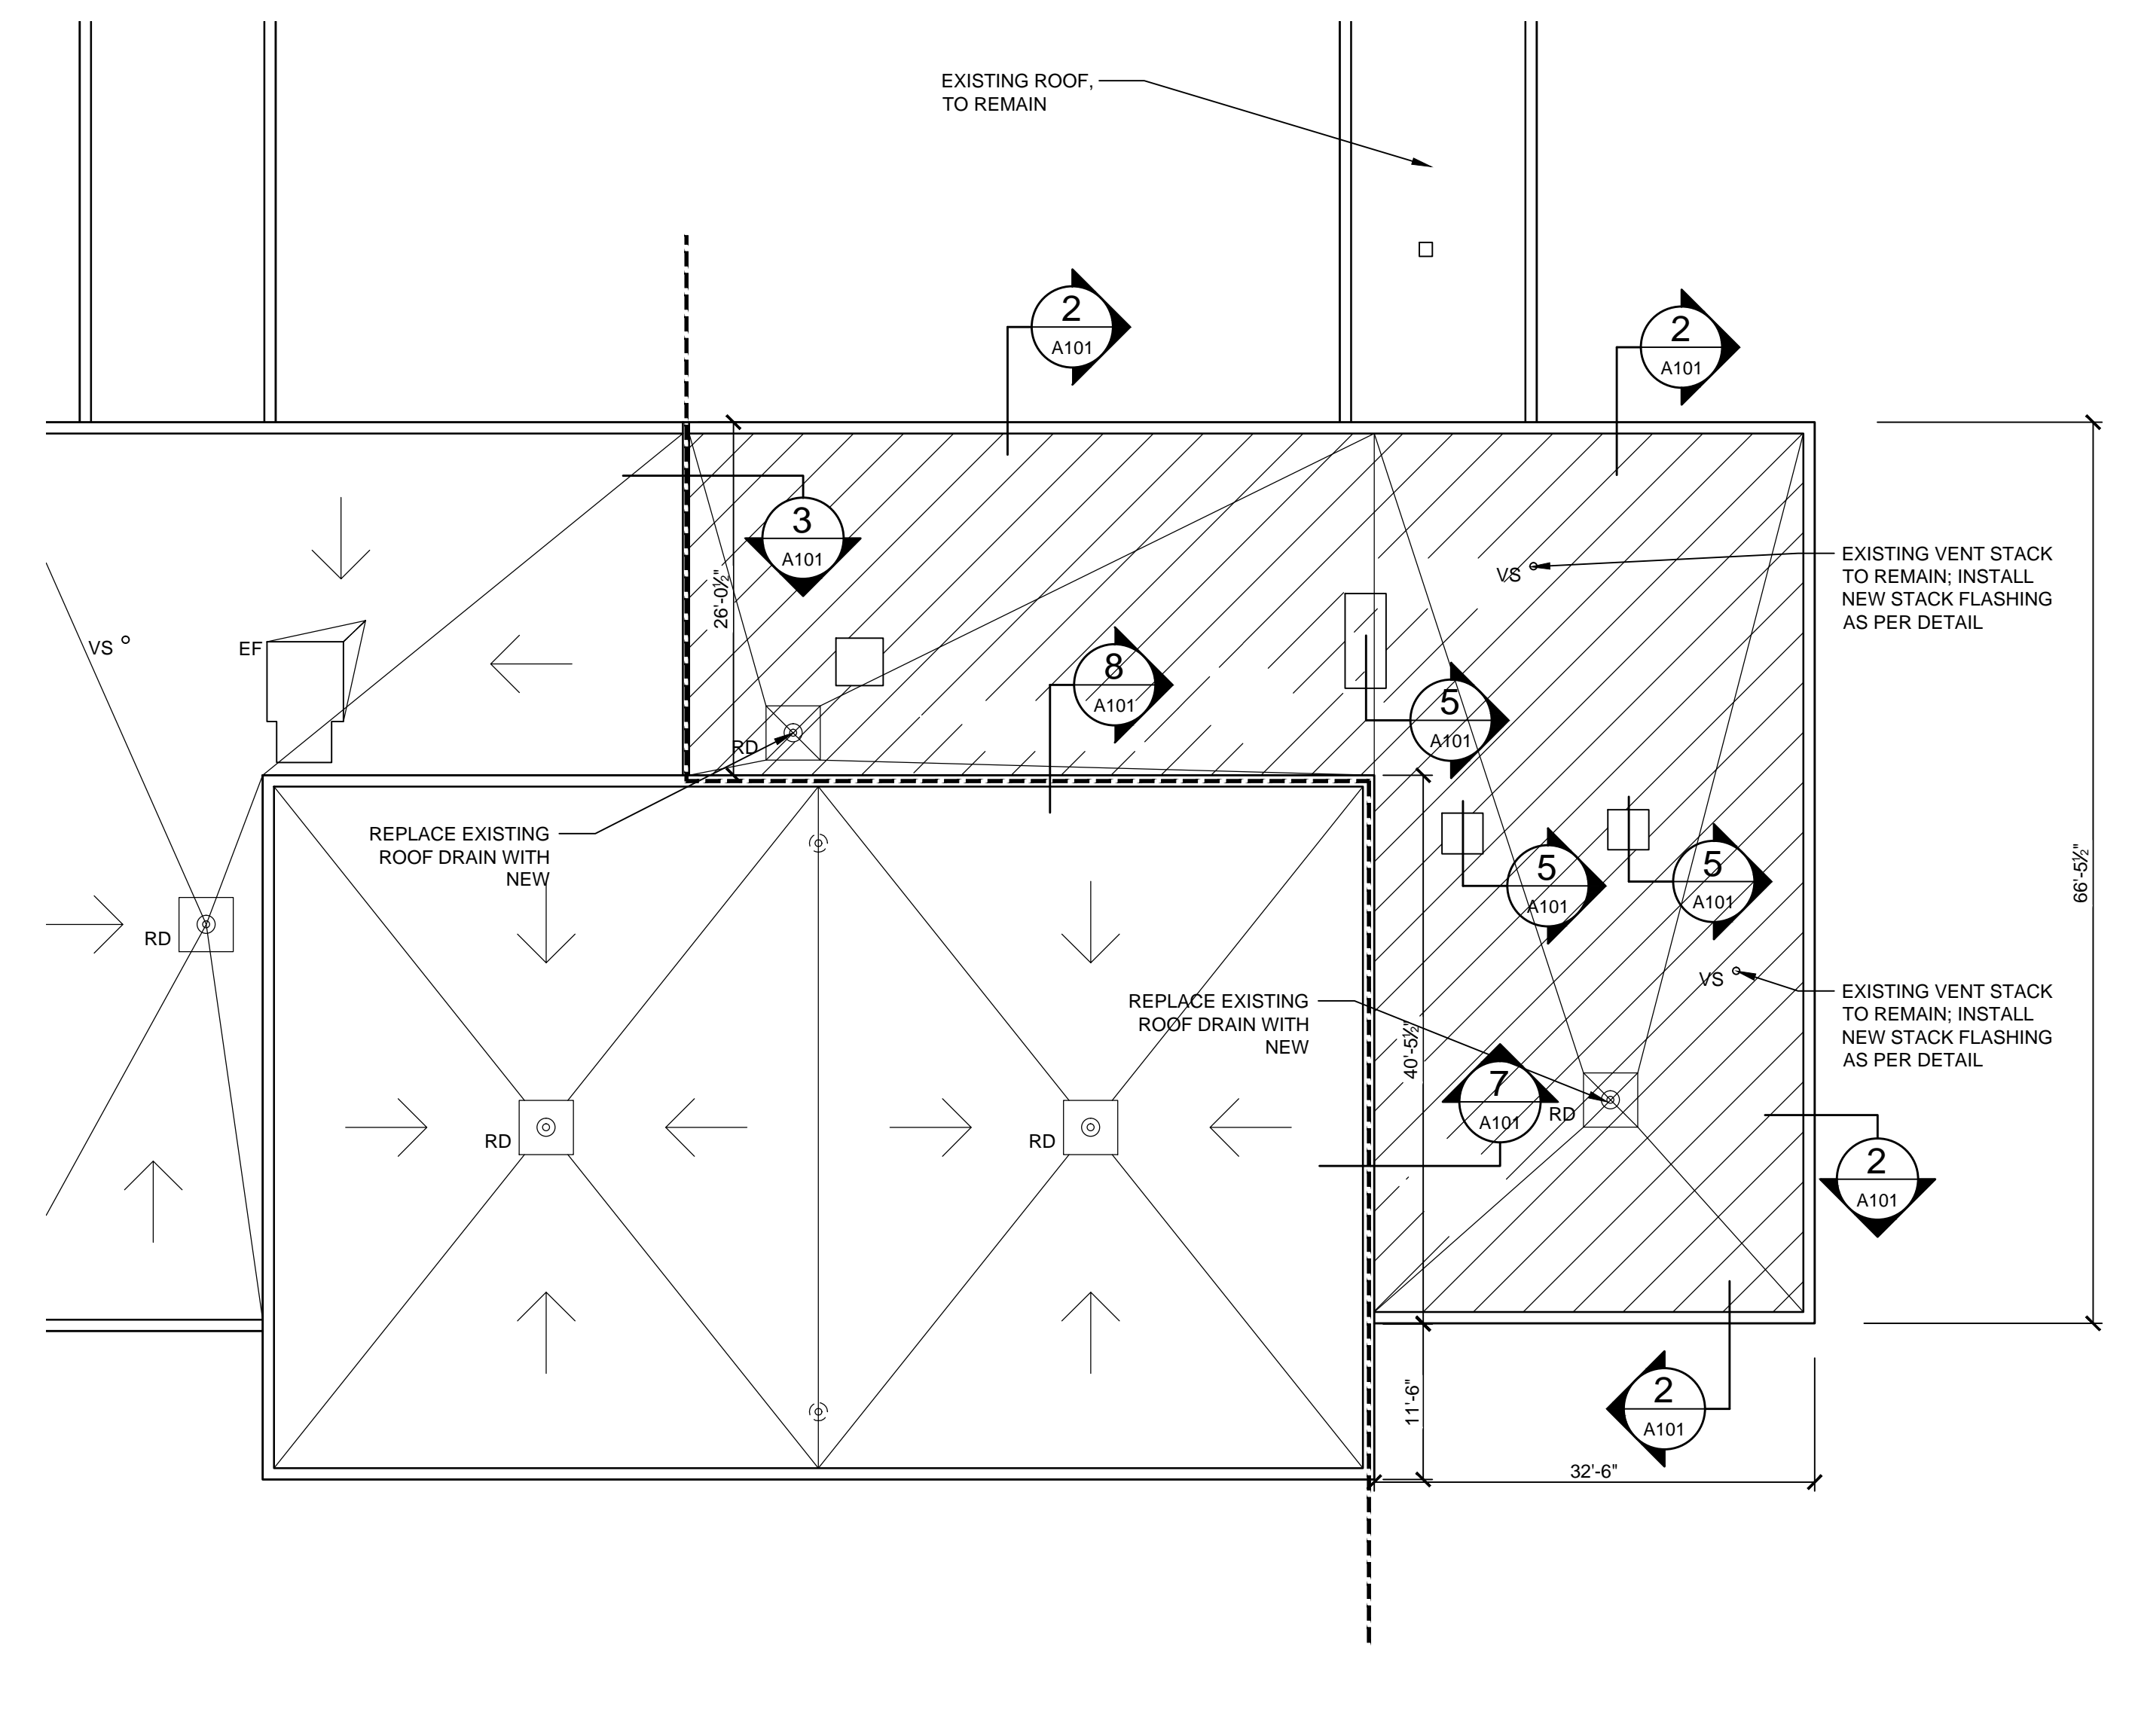 EXISTING ROOF,
TO REMAIN
2
A101
2
A101
3
A101
26'-0½"
EXISTING VENT STACK
TO REMAIN; INSTALL
NEW STACK FLASHING
AS PER DETAIL
VS
VS
EF
8
A101
5
A101
RD
REPLACE EXISTING
ROOF DRAIN WITH
NEW
5
A101
5
A101
66'-5½"
RD
VS
EXISTING VENT STACK
TO REMAIN; INSTALL
NEW STACK FLASHING
AS PER DETAIL
REPLACE EXISTING
ROOF DRAIN WITH
NEW
40'-5½"
7
A101
RD
RD
RD
2
A101
11'-6"
2
A101
32'-6"